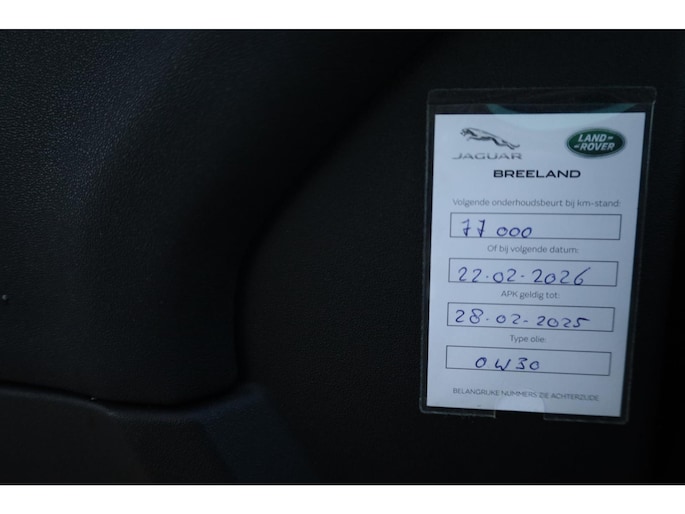 JAGUAR
LAND-
-ROVER
BREELAND
Volgende onderhoudsbeurt bij km-stand:
77 000
Of bij volgende datum:
22-02-2026
APK geldig tot:
28-02-2025
Type olie:
0W30
BELANGRIJKE NUMMERS ZIE ACHTERZIJDE